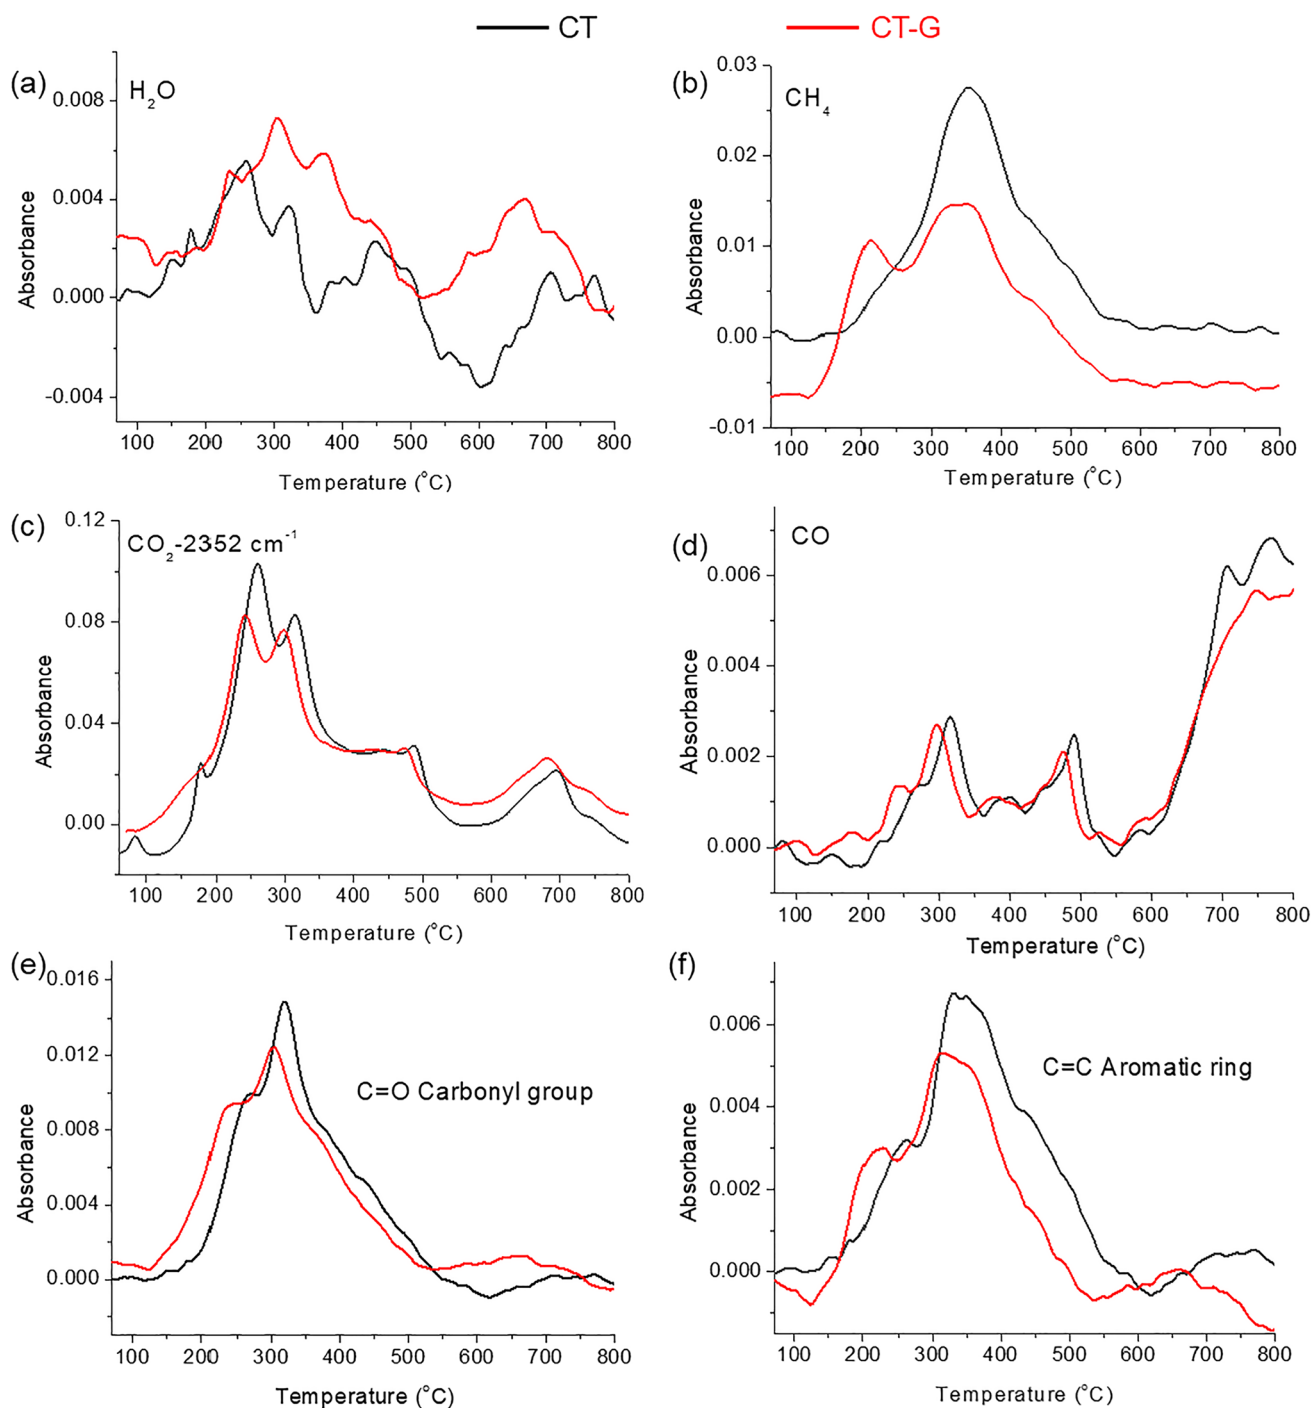 CT CT-G
(a)
H₂O
0.008
0.004
0.000
-0.004
Absorbance
100 200 300 400 500 600 700 800
Temperature (°C)
(b)
CH₄
0.03
0.02
0.01
0.00
-0.01
Absorbance
100 200 300 400 500 600 700 800
Temperature (°C)
(c)
CO₂-2352 cm⁻¹
0.12
0.08
0.04
0.00
Absorbance
100 200 300 400 500 600 700 800
Temperature (°C)
(d)
CO
0.006
0.004
0.002
0.000
Absorbance
100 200 300 400 500 600 700 800
Temperature (°C)
(e)
0.016
0.012
0.008
0.004
0.000
C=O Carbonyl group
Absorbance
100 200 300 400 500 600 700 800
Temperature (°C)
(f)
0.006
0.004
0.002
0.000
C=C Aromatic ring
Absorbance
100 200 300 400 500 600 700 800
Temperature (°C)